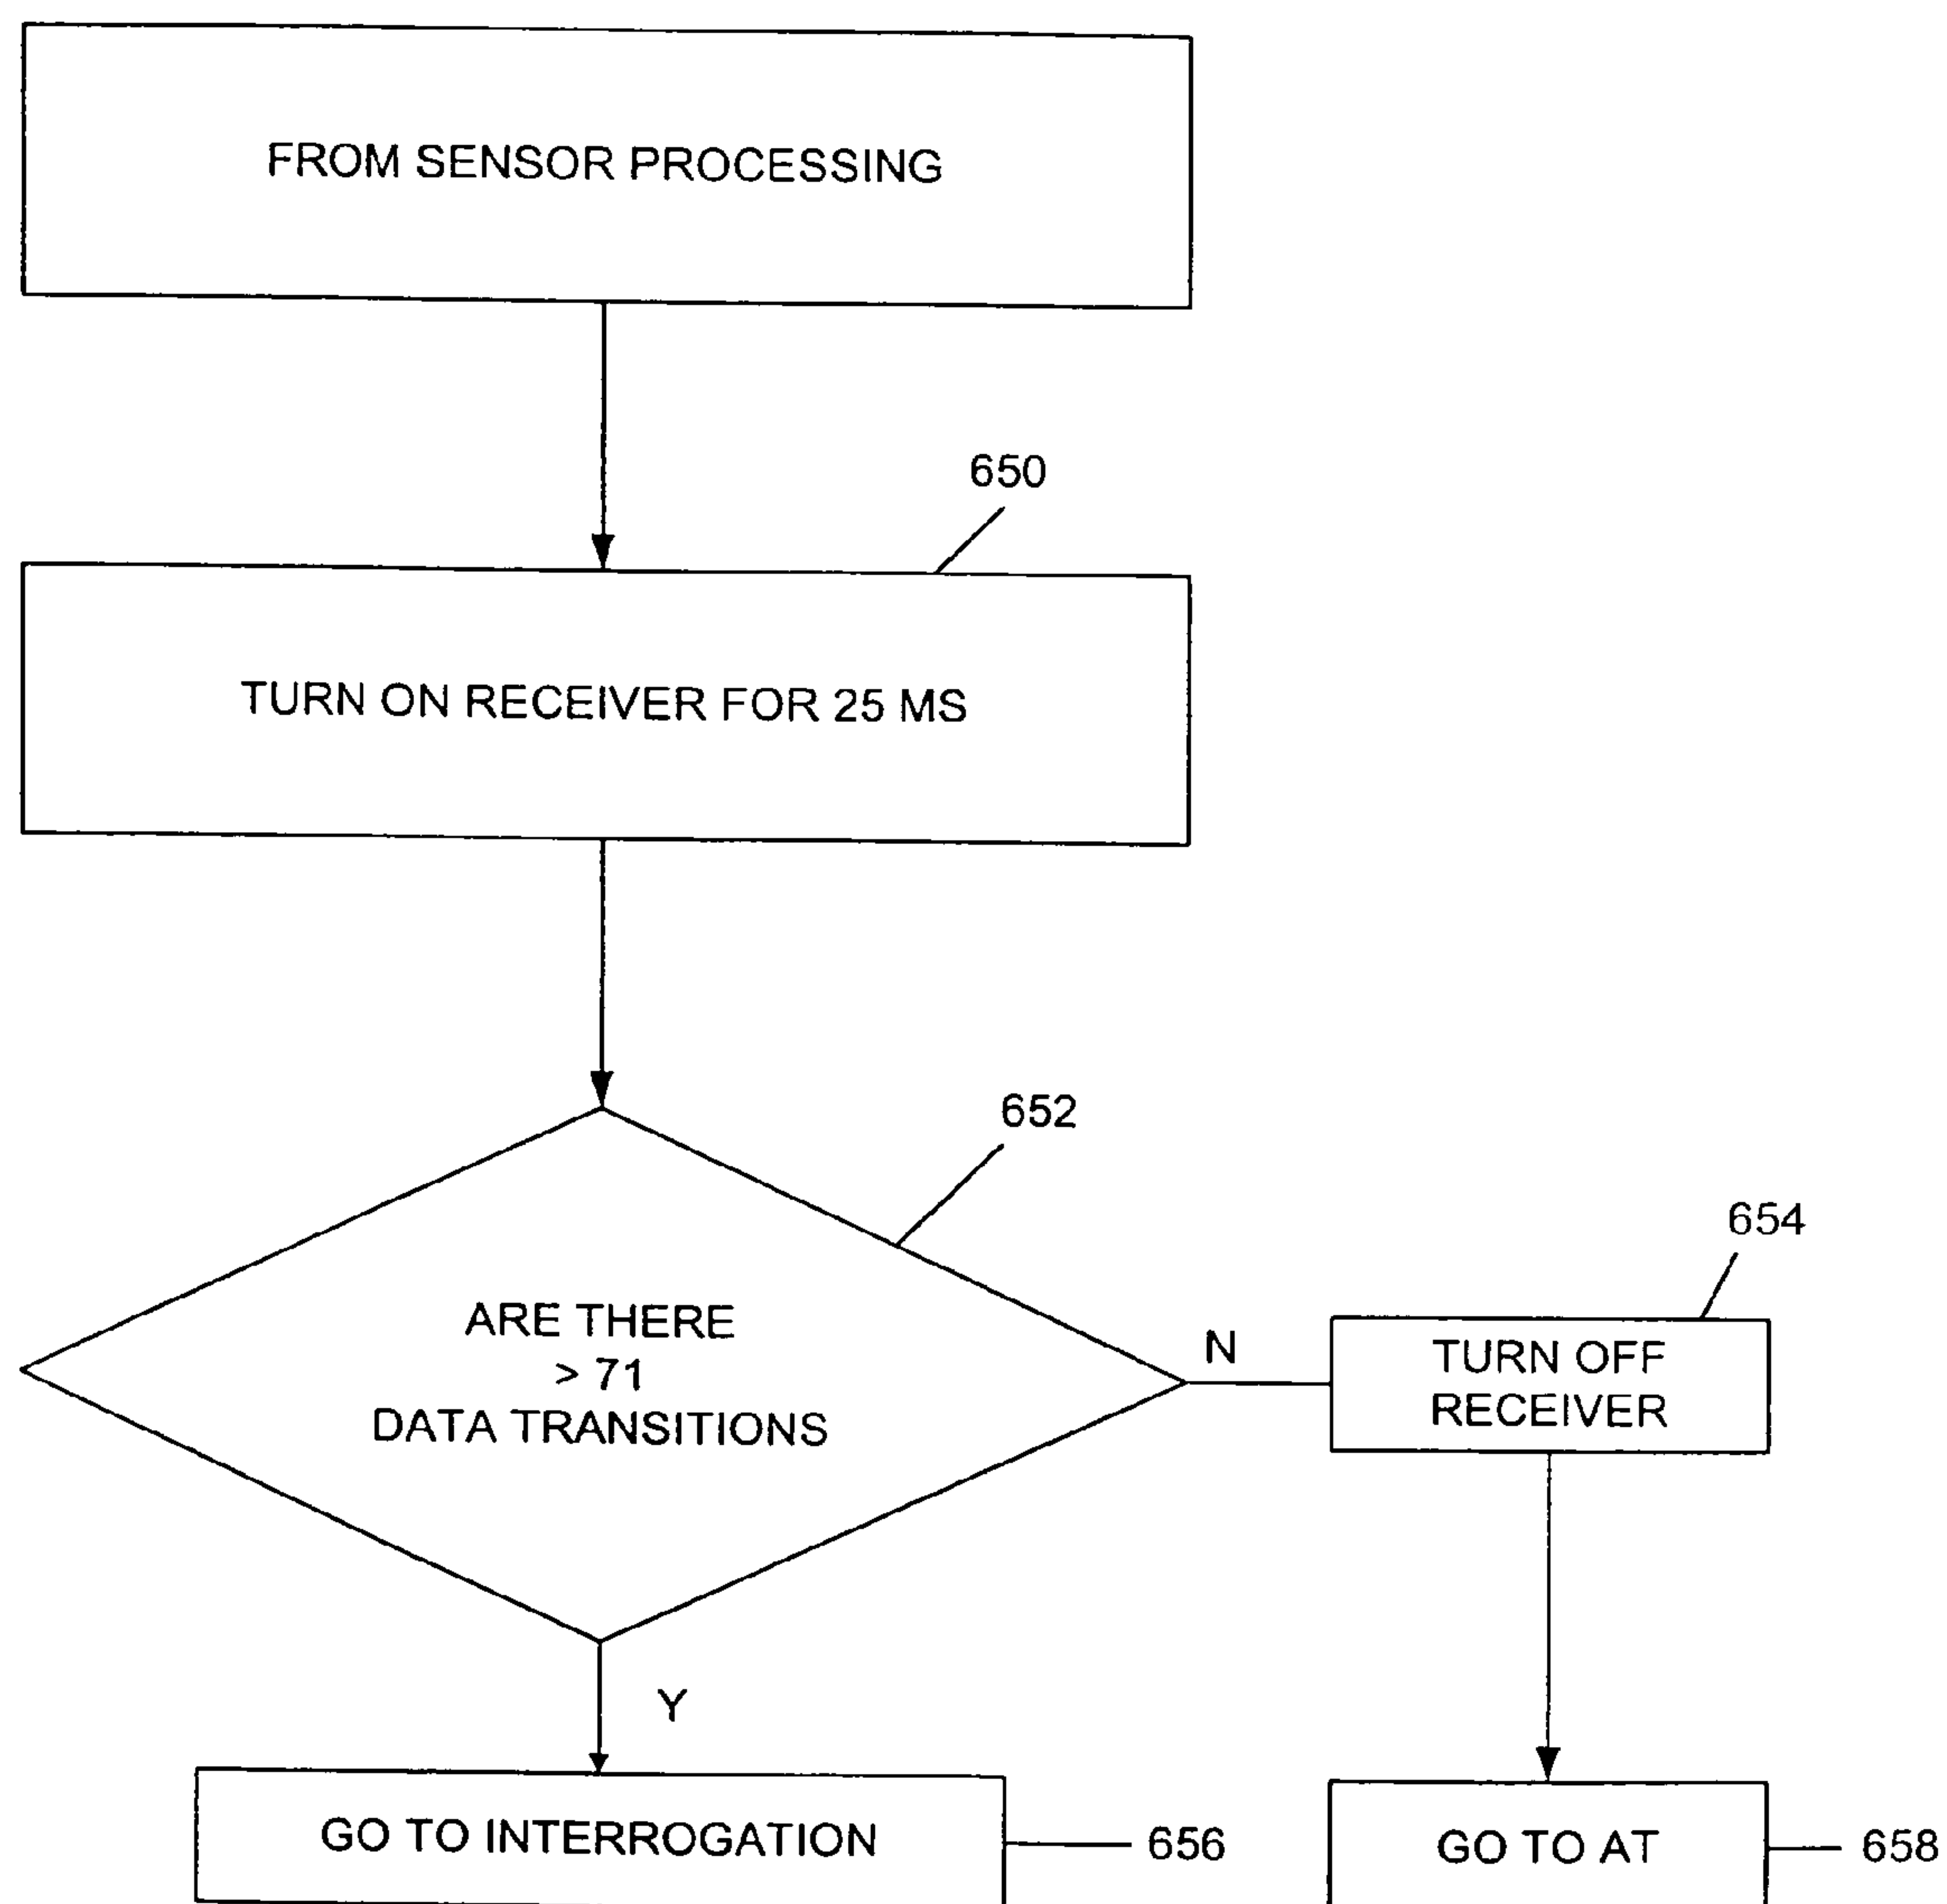 FROM SENSOR PROCESSING
650
TURN ON RECEIVER FOR 25 MS
652
ARE THERE
> 71
DATA TRANSITIONS
N
654
TURN OFF
RECEIVER
Y
GO TO INTERROGATION
656
GO TO AT
658